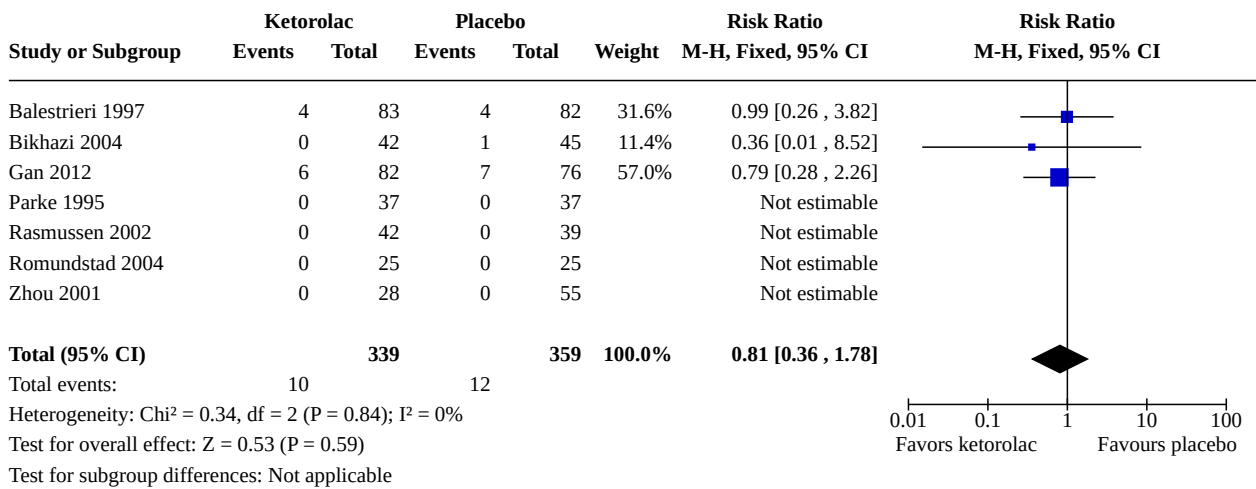 Ketorolac Placebo Risk Ratio Risk Ratio
Study or Subgroup Events Total Events Total Weight M-H, Fixed, 95% CI M-H, Fixed, 95% CI
Balestrieri 1997 4 83 4 82 31.6% 0.99 [0.26 , 3.82]
Bikhazi 2004 0 42 1 45 11.4% 0.36 [0.01 , 8.52]
Gan 2012 6 82 7 76 57.0% 0.79 [0.28 , 2.26]
Parke 1995 0 37 0 37 Not estimable
Rasmussen 2002 0 42 0 39 Not estimable
Romundstad 2004 0 25 0 25 Not estimable
Zhou 2001 0 28 0 55 Not estimable
Total (95% CI) 339 359 100.0% 0.81 [0.36 , 1.78]
Total events: 10 12
Heterogeneity: Chi² = 0.34, df = 2 (P = 0.84); I² = 0%
0.01 0.1 1 10 100
Test for overall effect: Z = 0.53 (P = 0.59)
Favors ketorolac Favours placebo
Test for subgroup differences: Not applicable